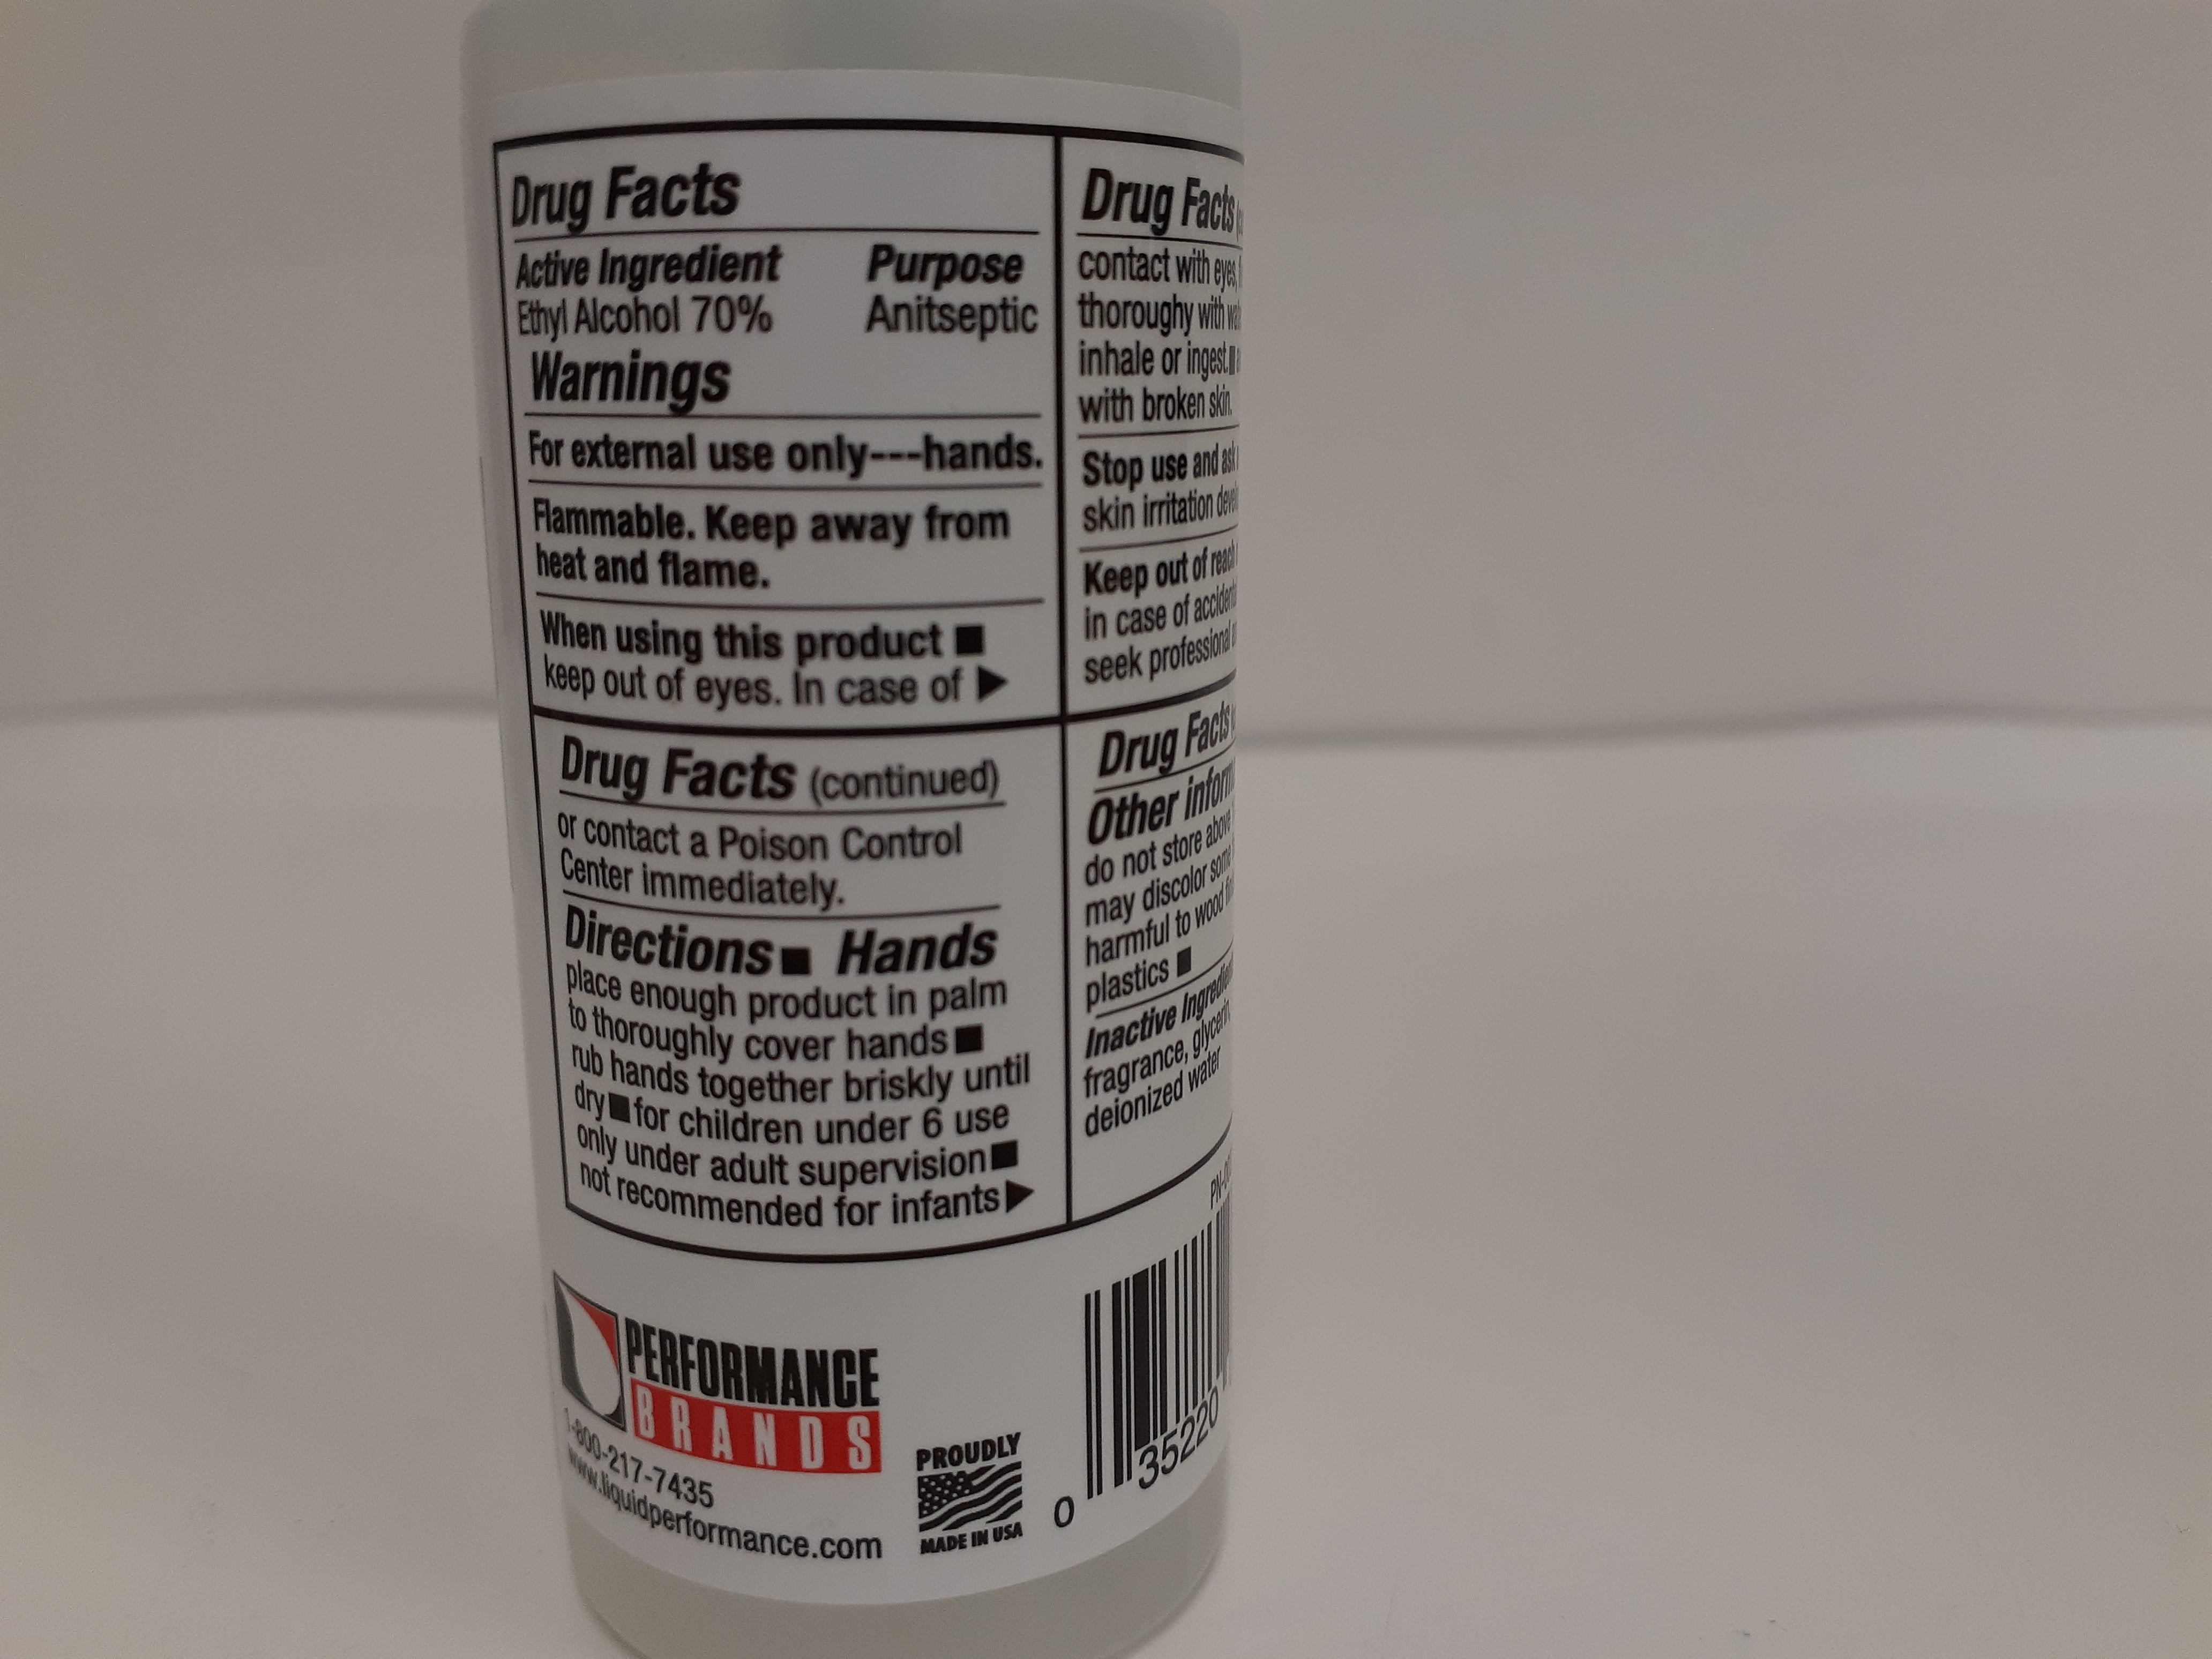 Drug Facts
Active Ingredient Purpose
Ethyl Alcohol 70% Anitseptic
Warnings
For external use only---hands.
Flammable. Keep away from
heat and flame.
When using this product ■
keep out of eyes. In case of ▶
Drug Facts
contact with eyes,
thoroughy with
inhale or ingest. ■
with broken skin.
Stop use and ask
skin irritation
Keep out of reach
in case of
seek professional
Drug Facts (continued)
or contact a Poison Control
Center immediately.
Directions ■ Hands
place enough product in palm
to thoroughly cover hands ■
rub hands together briskly until
dry ■ for children under 6 use
only under adult supervision ■
not recommended for infants ▶
Drug Facts
Other
do not store above
may discolor some
harmful to wood
plastics ■
Inactive
fragrance, glycerin,
deionized water
PERFORMANCE
BRANDS
1-800-217-7435
www.liquidperformance.com
PROUDLY
MADE IN USA
0 35220